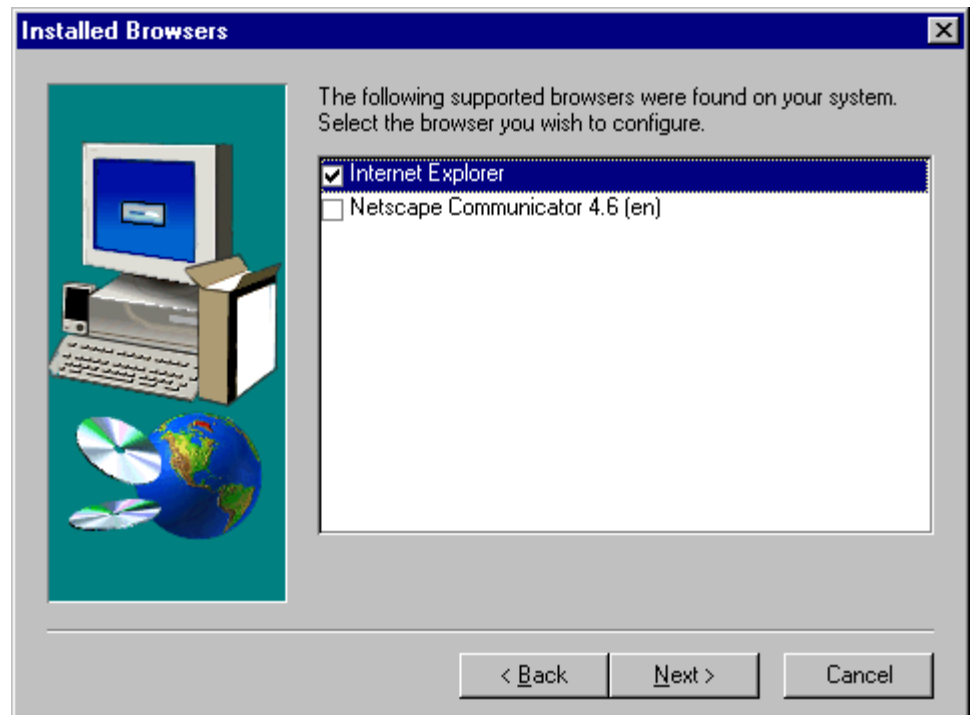 Installed Browsers
The following supported browsers were found on your system.
Select the browser you wish to configure.
Internet Explorer
Netscape Communicator 4.6 (en)
< Back
Next >
Cancel